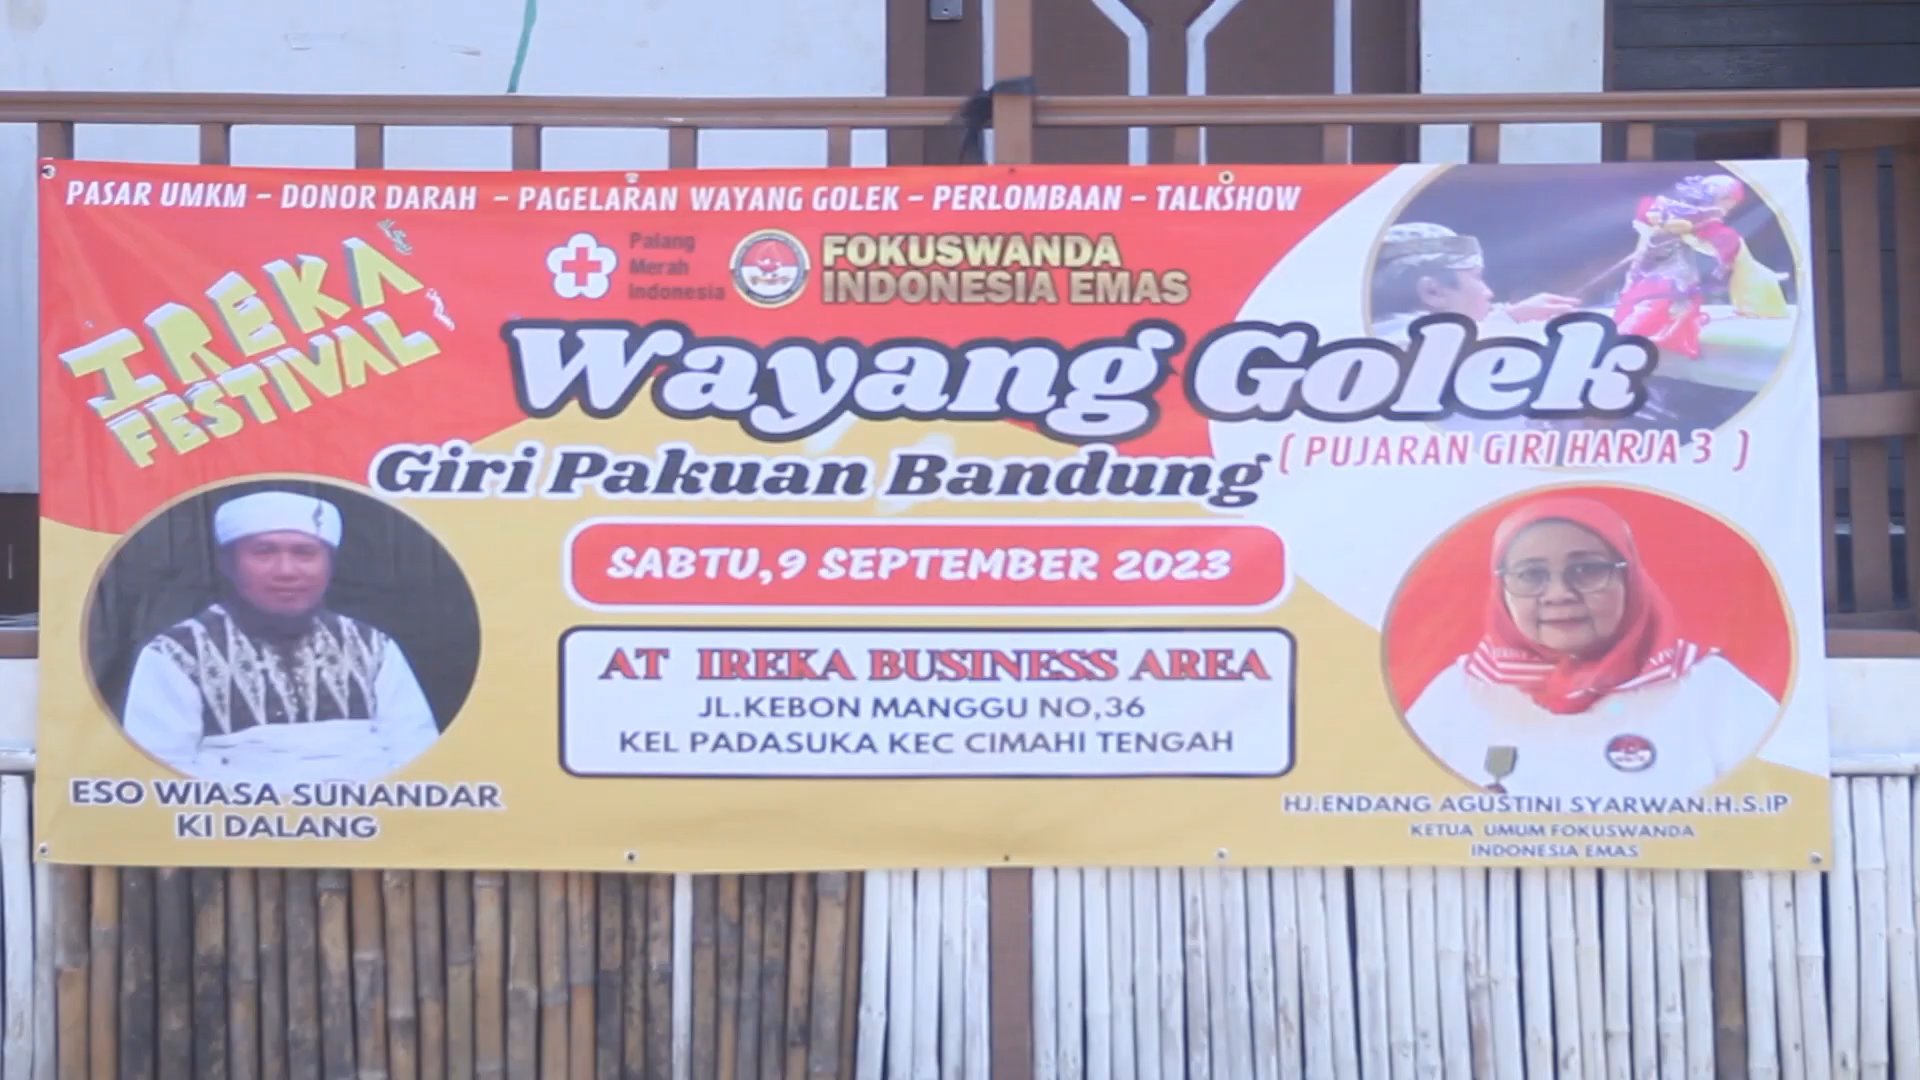 PASAR UMKM - DONOR DARAH - PAGELARAN WAYANG GOLEK - PERLOMBAAN - TALKSHOW
IREKA
FESTIVAL
Palang
Merah
Indonesia
FOKUSWANDA
INDONESIA EMAS
Wayang Golek
Giri Pakuan Bandung
( PUJARAN GIRI HARJA 3 )
SABTU,9 SEPTEMBER 2023
AT IREKA BUSINESS AREA
JL.KEBON MANGGU NO,36
KEL PADASUKA KEC CIMAHI TENGAH
ESO WIASA SUNANDAR
KI DALANG
HJ.ENDANG AGUSTINI SYARWAN.H.S.IP
KETUA UMUM FOKUSWANDA
INDONESIA EMAS